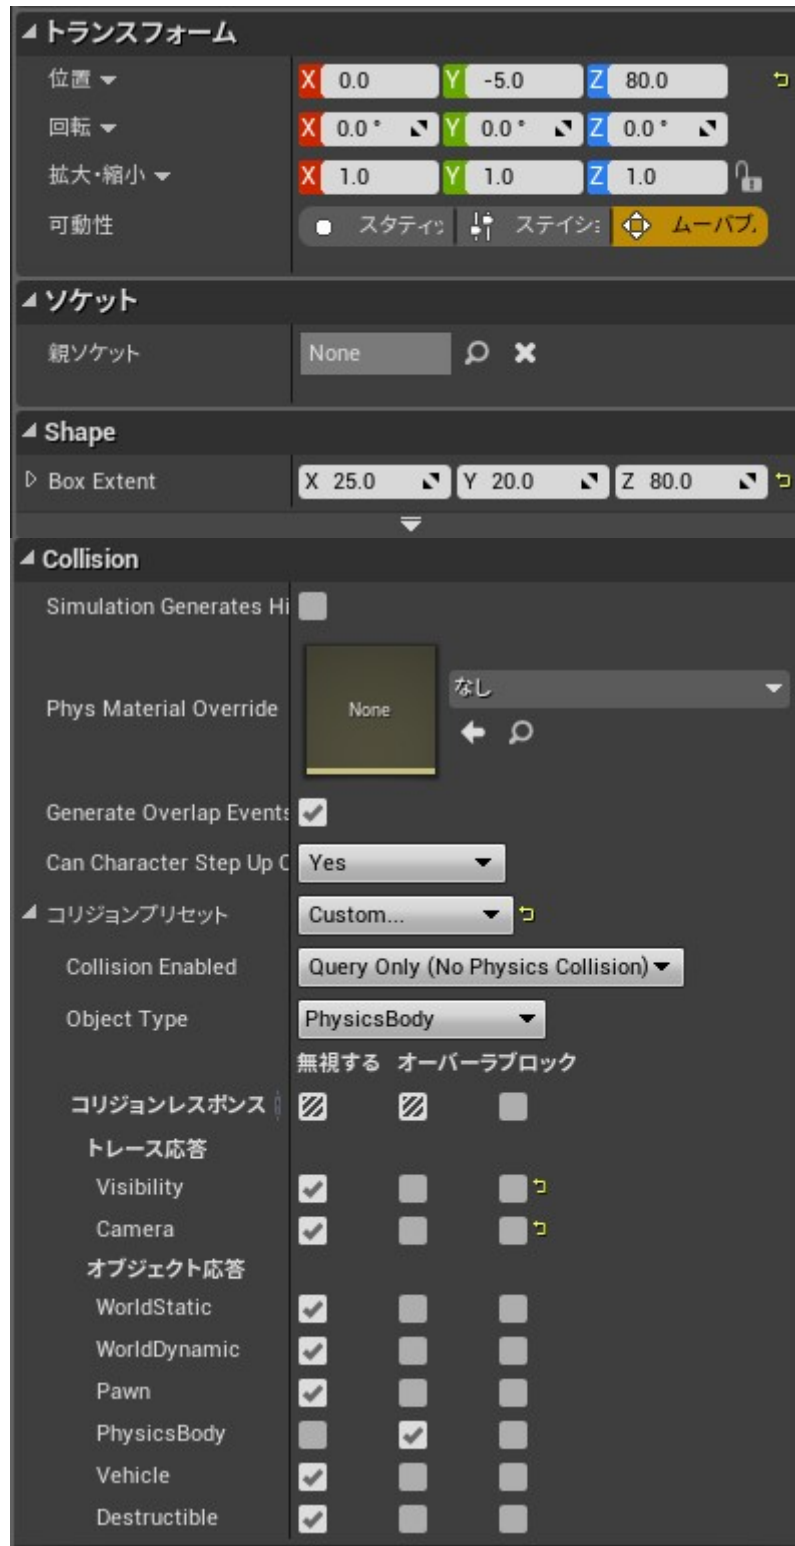 トランスフォーム
位置 X 0.0 Y -5.0 Z 80.0
回転 X 0.0° Y 0.0° Z 0.0°
拡大・縮小 X 1.0 Y 1.0 Z 1.0
可動性 スタティッ ステイショ ムーバブル
ソケット
親ソケット None
Shape
Box Extent X 25.0 Y 20.0 Z 80.0
Collision
Simulation Generates Hi
Phys Material Override None なし
Generate Overlap Events
Can Character Step Up O Yes
コリジョンプリセット Custom...
Collision Enabled Query Only (No Physics Collision)
Object Type PhysicsBody
無視する オーバーラブロック
コリジョンレスポンス
トレース応答
Visibility
Camera
オブジェクト応答
WorldStatic
WorldDynamic
Pawn
PhysicsBody
Vehicle
Destructible